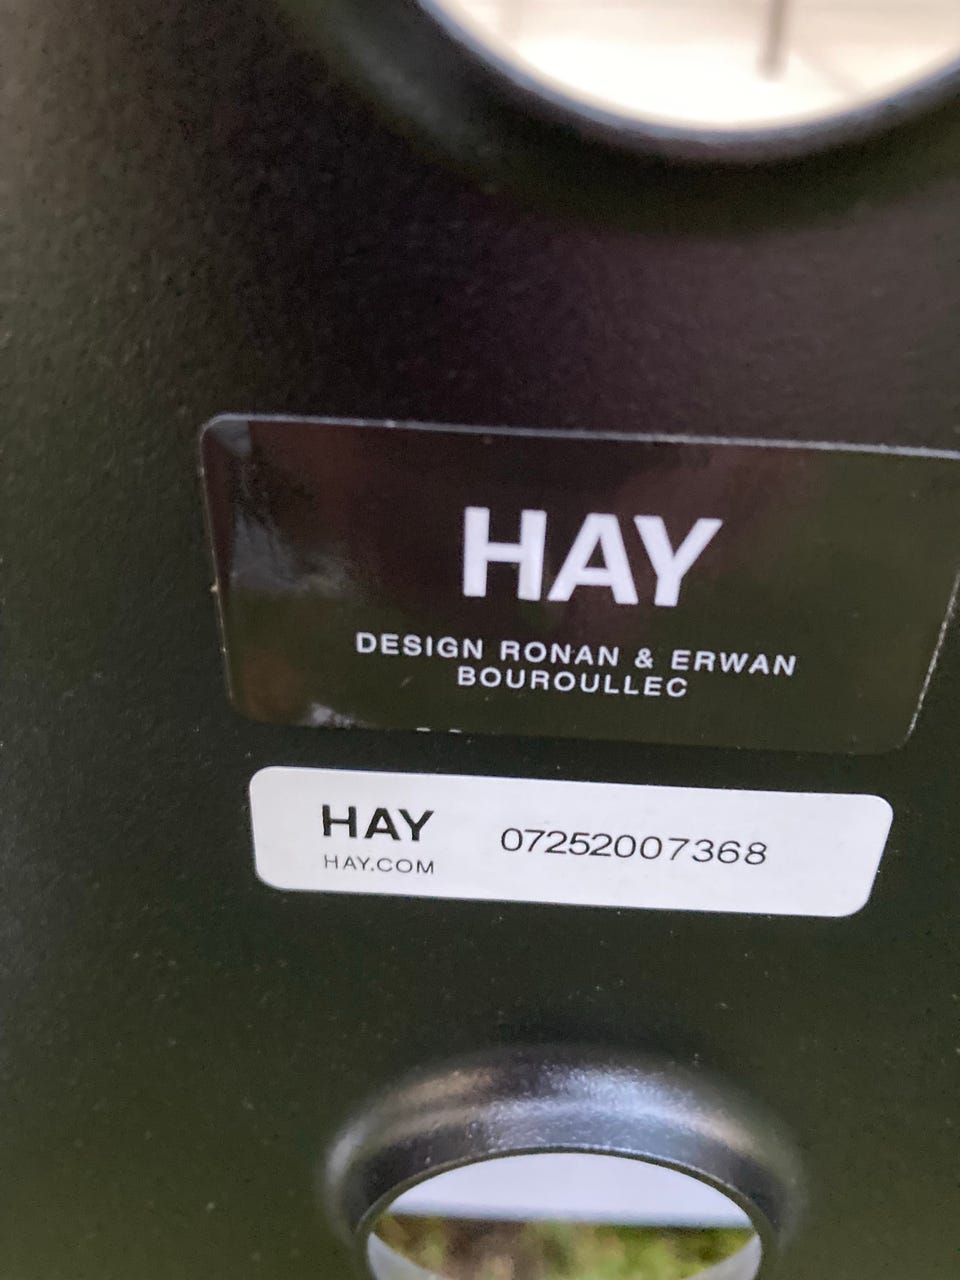 HAY
DESIGN RONAN & ERWAN
BOUROULLEC
HAY 07252007368
HAY.COM